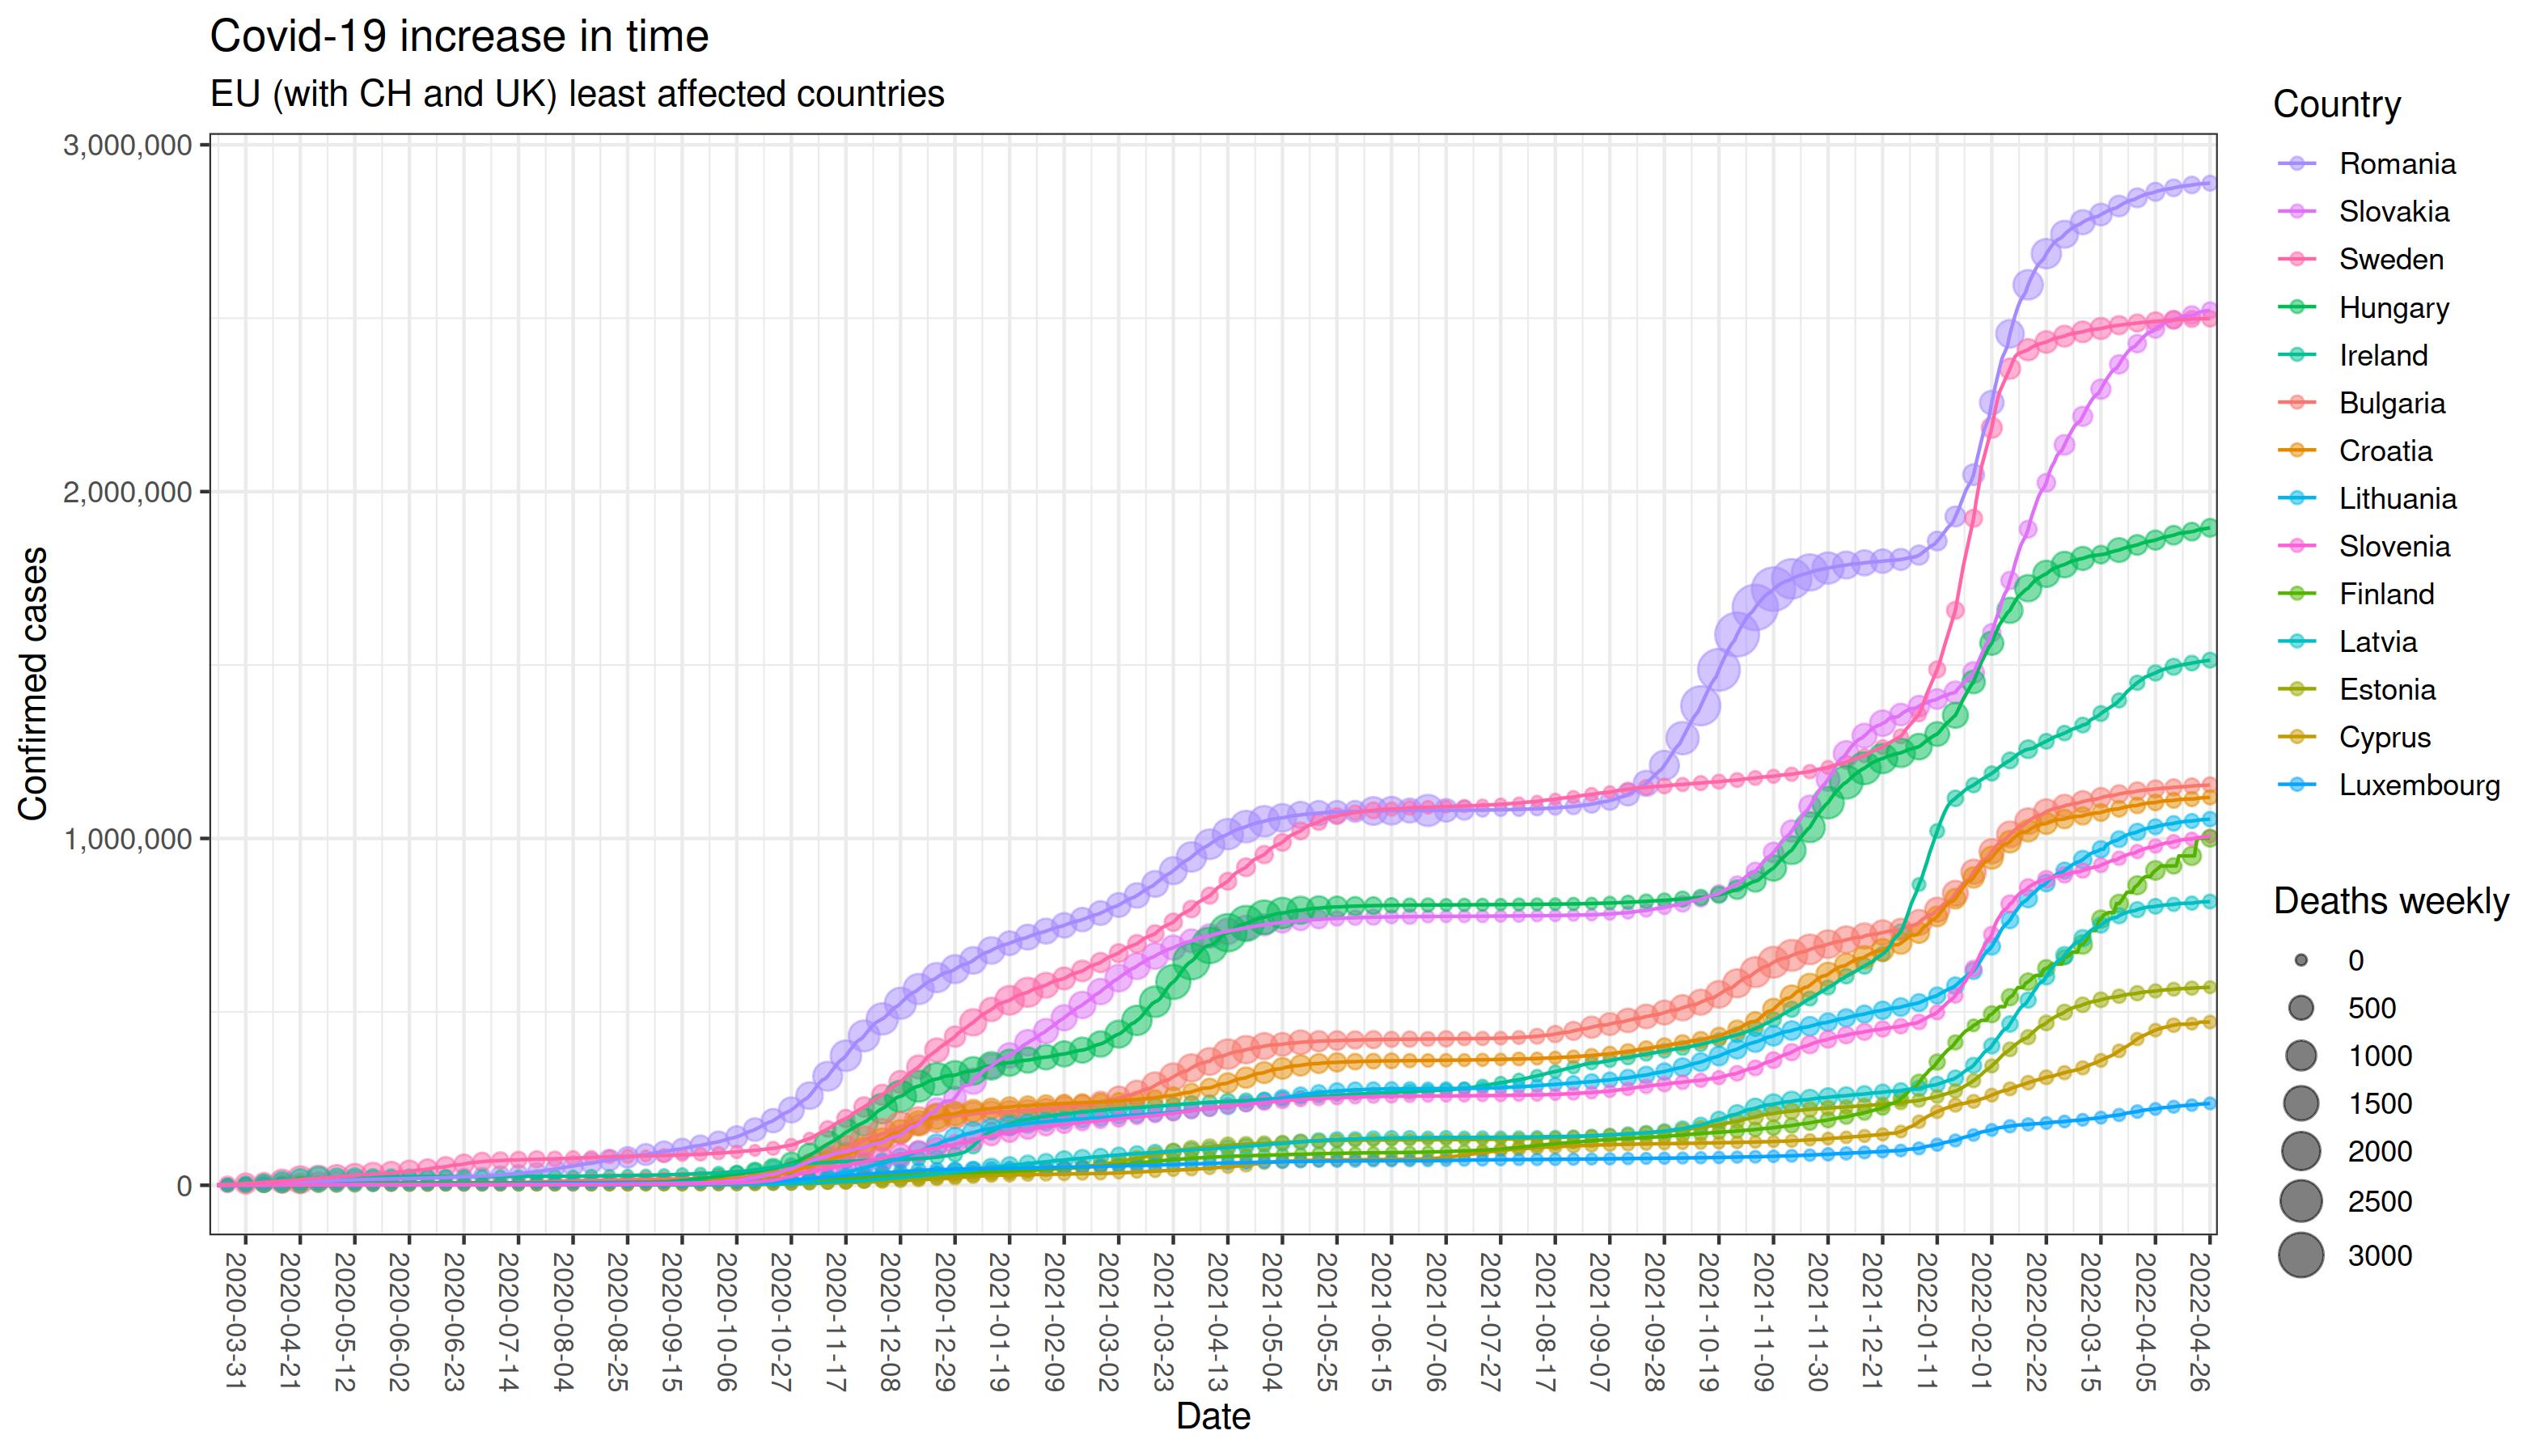 Covid-19 increase in time
EU (with CH and UK) least affected countries
Confirmed cases
3,000,000
2,000,000
1,000,000
0
2020-03-31
2020-04-21
2020-05-12
2020-06-02
2020-06-23
2020-07-14
2020-08-04
2020-08-25
2020-09-15
2020-10-06
2020-10-27
2020-11-17
2020-12-08
2020-12-29
2021-01-19
2021-02-09
2021-03-02
2021-03-23
2021-04-13
2021-05-04
2021-05-25
2021-06-15
2021-07-06
2021-07-27
2021-08-17
2021-09-07
2021-09-28
2021-10-19
2021-11-09
2021-11-30
2021-12-21
2022-01-11
2022-02-01
2022-02-22
2022-03-15
2022-04-05
2022-04-26
Date
Country
Romania
Slovakia
Sweden
Hungary
Ireland
Bulgaria
Croatia
Lithuania
Slovenia
Finland
Latvia
Estonia
Cyprus
Luxembourg
Deaths weekly
0
500
1000
1500
2000
2500
3000